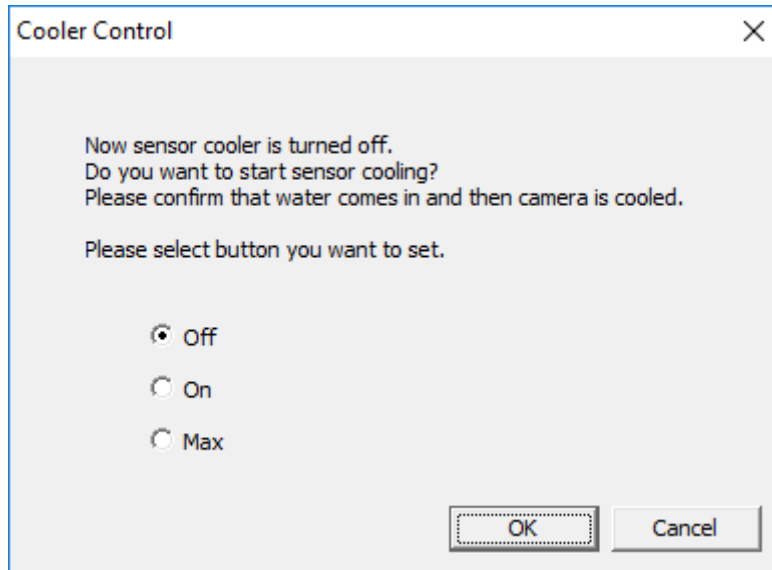 Cooler Control
Now sensor cooler is turned off.
Do you want to start sensor cooling?
Please confirm that water comes in and then camera is cooled.
Please select button you want to set.
Off
On
Max
OK
Cancel